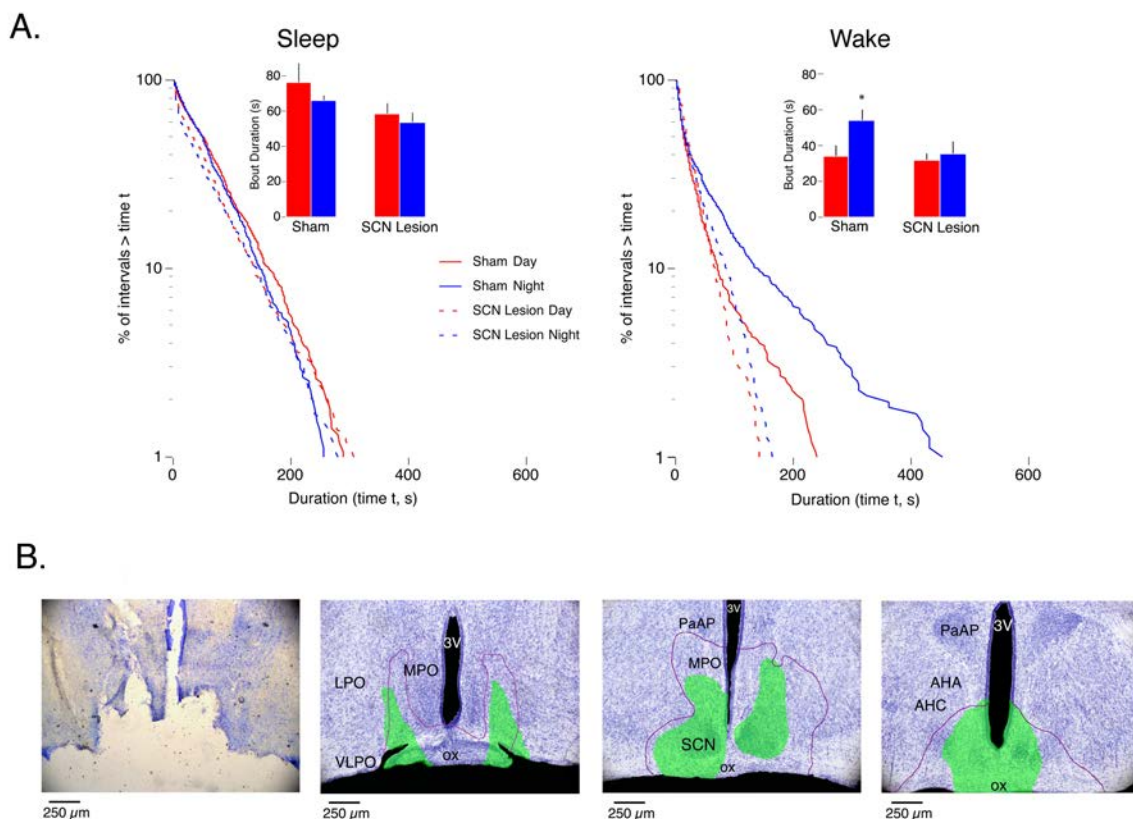 A.
Sleep
Wake
% of intervals > time t
100
10
1
0
200
400
600
Duration (time t, s)
Bout Duration (s)
80
60
40
20
0
Sham
SCN Lesion
Sham Day
Sham Night
SCN Lesion Day
SCN Lesion Night
% of intervals > time t
100
10
1
0
200
400
600
Duration (time t, s)
Bout Duration (s)
80
60
40
20
0
*
Sham
SCN Lesion
B.
250 µm
3V
MPO
LPO
VLPO
ox
250 µm
3V
PaAP
MPO
SCN
ox
250 µm
3V
PaAP
AHA
AHC
ox
250 µm